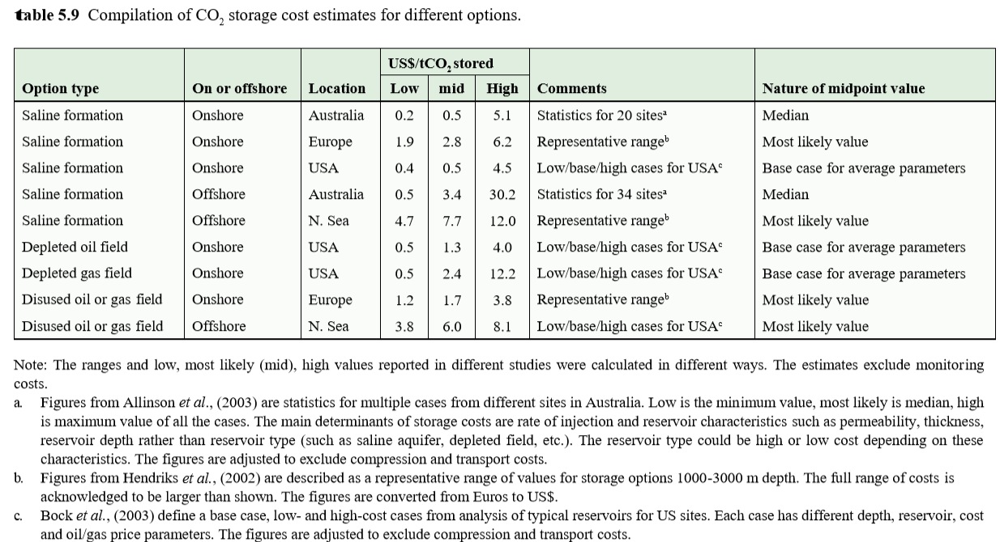 table 5.9 Compilation of CO₂ storage cost estimates for different options.
US$/tCO₂ stored
Option type On or offshore Location Low mid High Comments Nature of midpoint value
Saline formation Onshore Australia 0.2 0.5 5.1 Statistics for 20 sitesᵃ Median
Saline formation Onshore Europe 1.9 2.8 6.2 Representative rangeᵇ Most likely value
Saline formation Onshore USA 0.4 0.5 4.5 Low/base/high cases for USAᶜ Base case for average parameters
Saline formation Offshore Australia 0.5 3.4 30.2 Statistics for 34 sitesᵃ Median
Saline formation Offshore N. Sea 4.7 7.7 12.0 Representative rangeᵇ Most likely value
Depleted oil field Onshore USA 0.5 1.3 4.0 Low/base/high cases for USAᶜ Base case for average parameters
Depleted gas field Onshore USA 0.5 2.4 12.2 Low/base/high cases for USAᶜ Base case for average parameters
Disused oil or gas field Onshore Europe 1.2 1.7 3.8 Representative rangeᵇ Most likely value
Disused oil or gas field Offshore N. Sea 3.8 6.0 8.1 Low/base/high cases for USAᶜ Most likely value
Note: The ranges and low, most likely (mid), high values reported in different studies were calculated in different ways. The estimates exclude monitoring
costs.
a. Figures from Allinson et al., (2003) are statistics for multiple cases from different sites in Australia. Low is the minimum value, most likely is median, high
is maximum value of all the cases. The main determinants of storage costs are rate of injection and reservoir characteristics such as permeability, thickness,
reservoir depth rather than reservoir type (such as saline aquifer, depleted field, etc.). The reservoir type could be high or low cost depending on these
characteristics. The figures are adjusted to exclude compression and transport costs.
b. Figures from Hendriks et al., (2002) are described as a representative range of values for storage options 1000-3000 m depth. The full range of costs is
acknowledged to be larger than shown. The figures are converted from Euros to US$.
c. Bock et al., (2003) define a base case, low- and high-cost cases from analysis of typical reservoirs for US sites. Each case has different depth, reservoir, cost
and oil/gas price parameters. The figures are adjusted to exclude compression and transport costs.